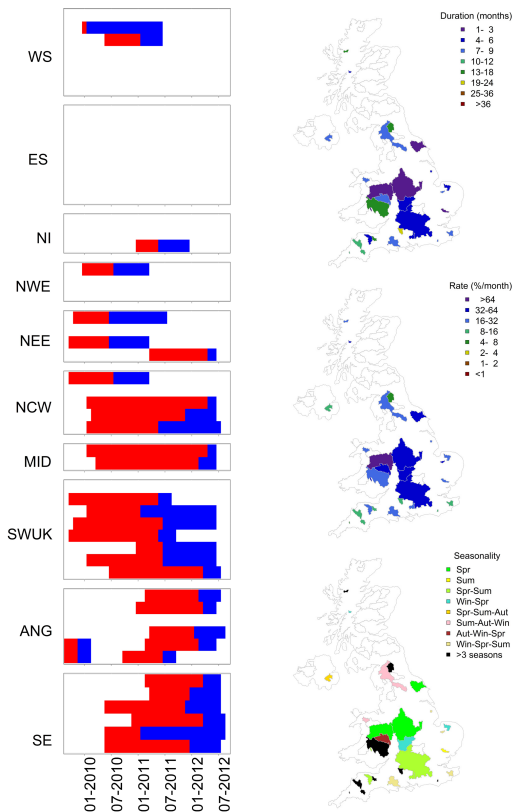 WS
ES
NI
NWE
NEE
NCW
MID
SWUK
ANG
SE
01-2010
07-2010
01-2011
07-2011
01-2012
07-2012
Duration (months)
1- 3
4- 6
7- 9
10-12
13-18
19-24
25-36
>36
Rate (%/month)
>64
32-64
16-32
8-16
4- 8
2- 4
1- 2
<1
Seasonality
Spr
Sum
Spr-Sum
Win-Spr
Spr-Sum-Aut
Sum-Aut-Win
Aut-Win-Spr
Win-Spr-Sum
>3 seasons